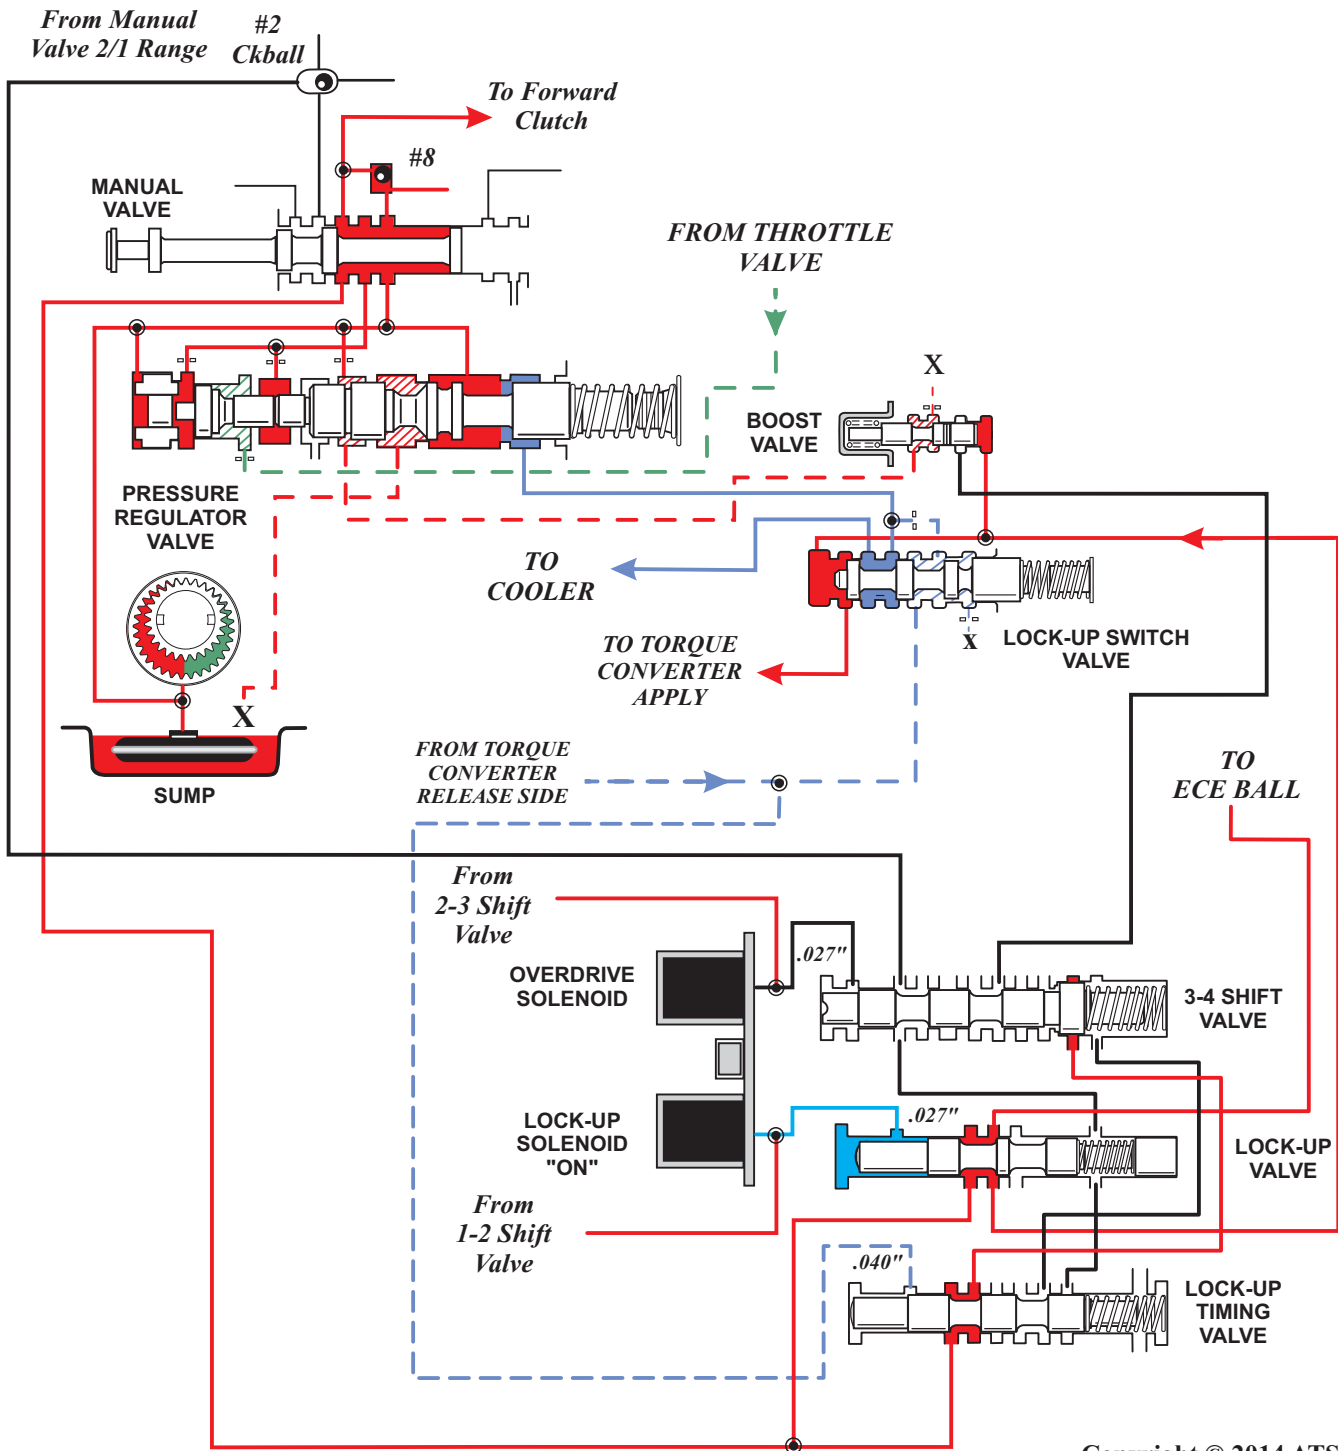 From Manual
Valve 2/1 Range
#2
Ckball
To Forward
Clutch
#8
MANUAL
VALVE
FROM THROTTLE
VALVE
X
BOOST
VALVE
PRESSURE
REGULATOR
VALVE
TO
COOLER
x
LOCK-UP SWITCH
VALVE
TO TORQUE
CONVERTER
APPLY
X
SUMP
FROM TORQUE
CONVERTER
RELEASE SIDE
TO
ECE BALL
From
2-3 Shift
Valve
.027"
OVERDRIVE
SOLENOID
3-4 SHIFT
VALVE
.027"
LOCK-UP
SOLENOID
"ON"
LOCK-UP
VALVE
From
1-2 Shift
Valve
.040"
LOCK-UP
TIMING
VALVE
Copyright © 2014 ATS